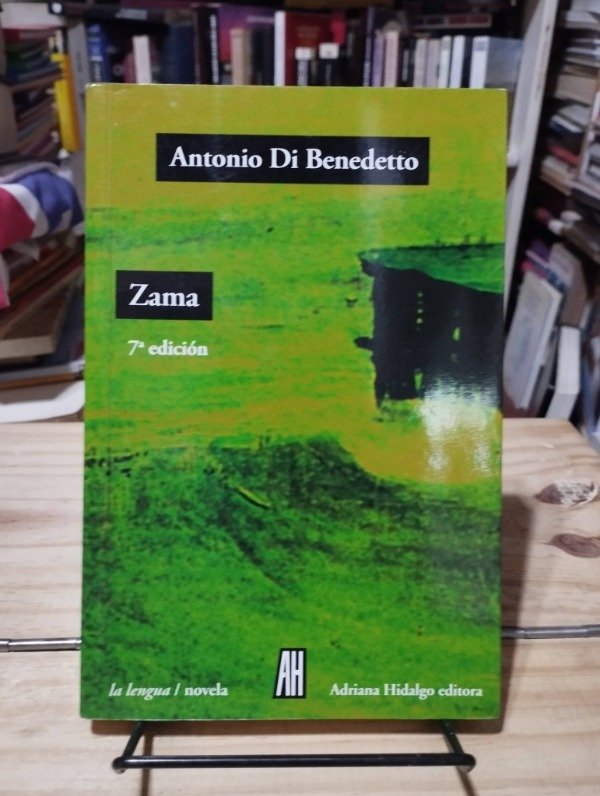 Antonio Di Benedetto
Zama
7ª edición
la lengua / novela
AH
Adriana Hidalgo editora